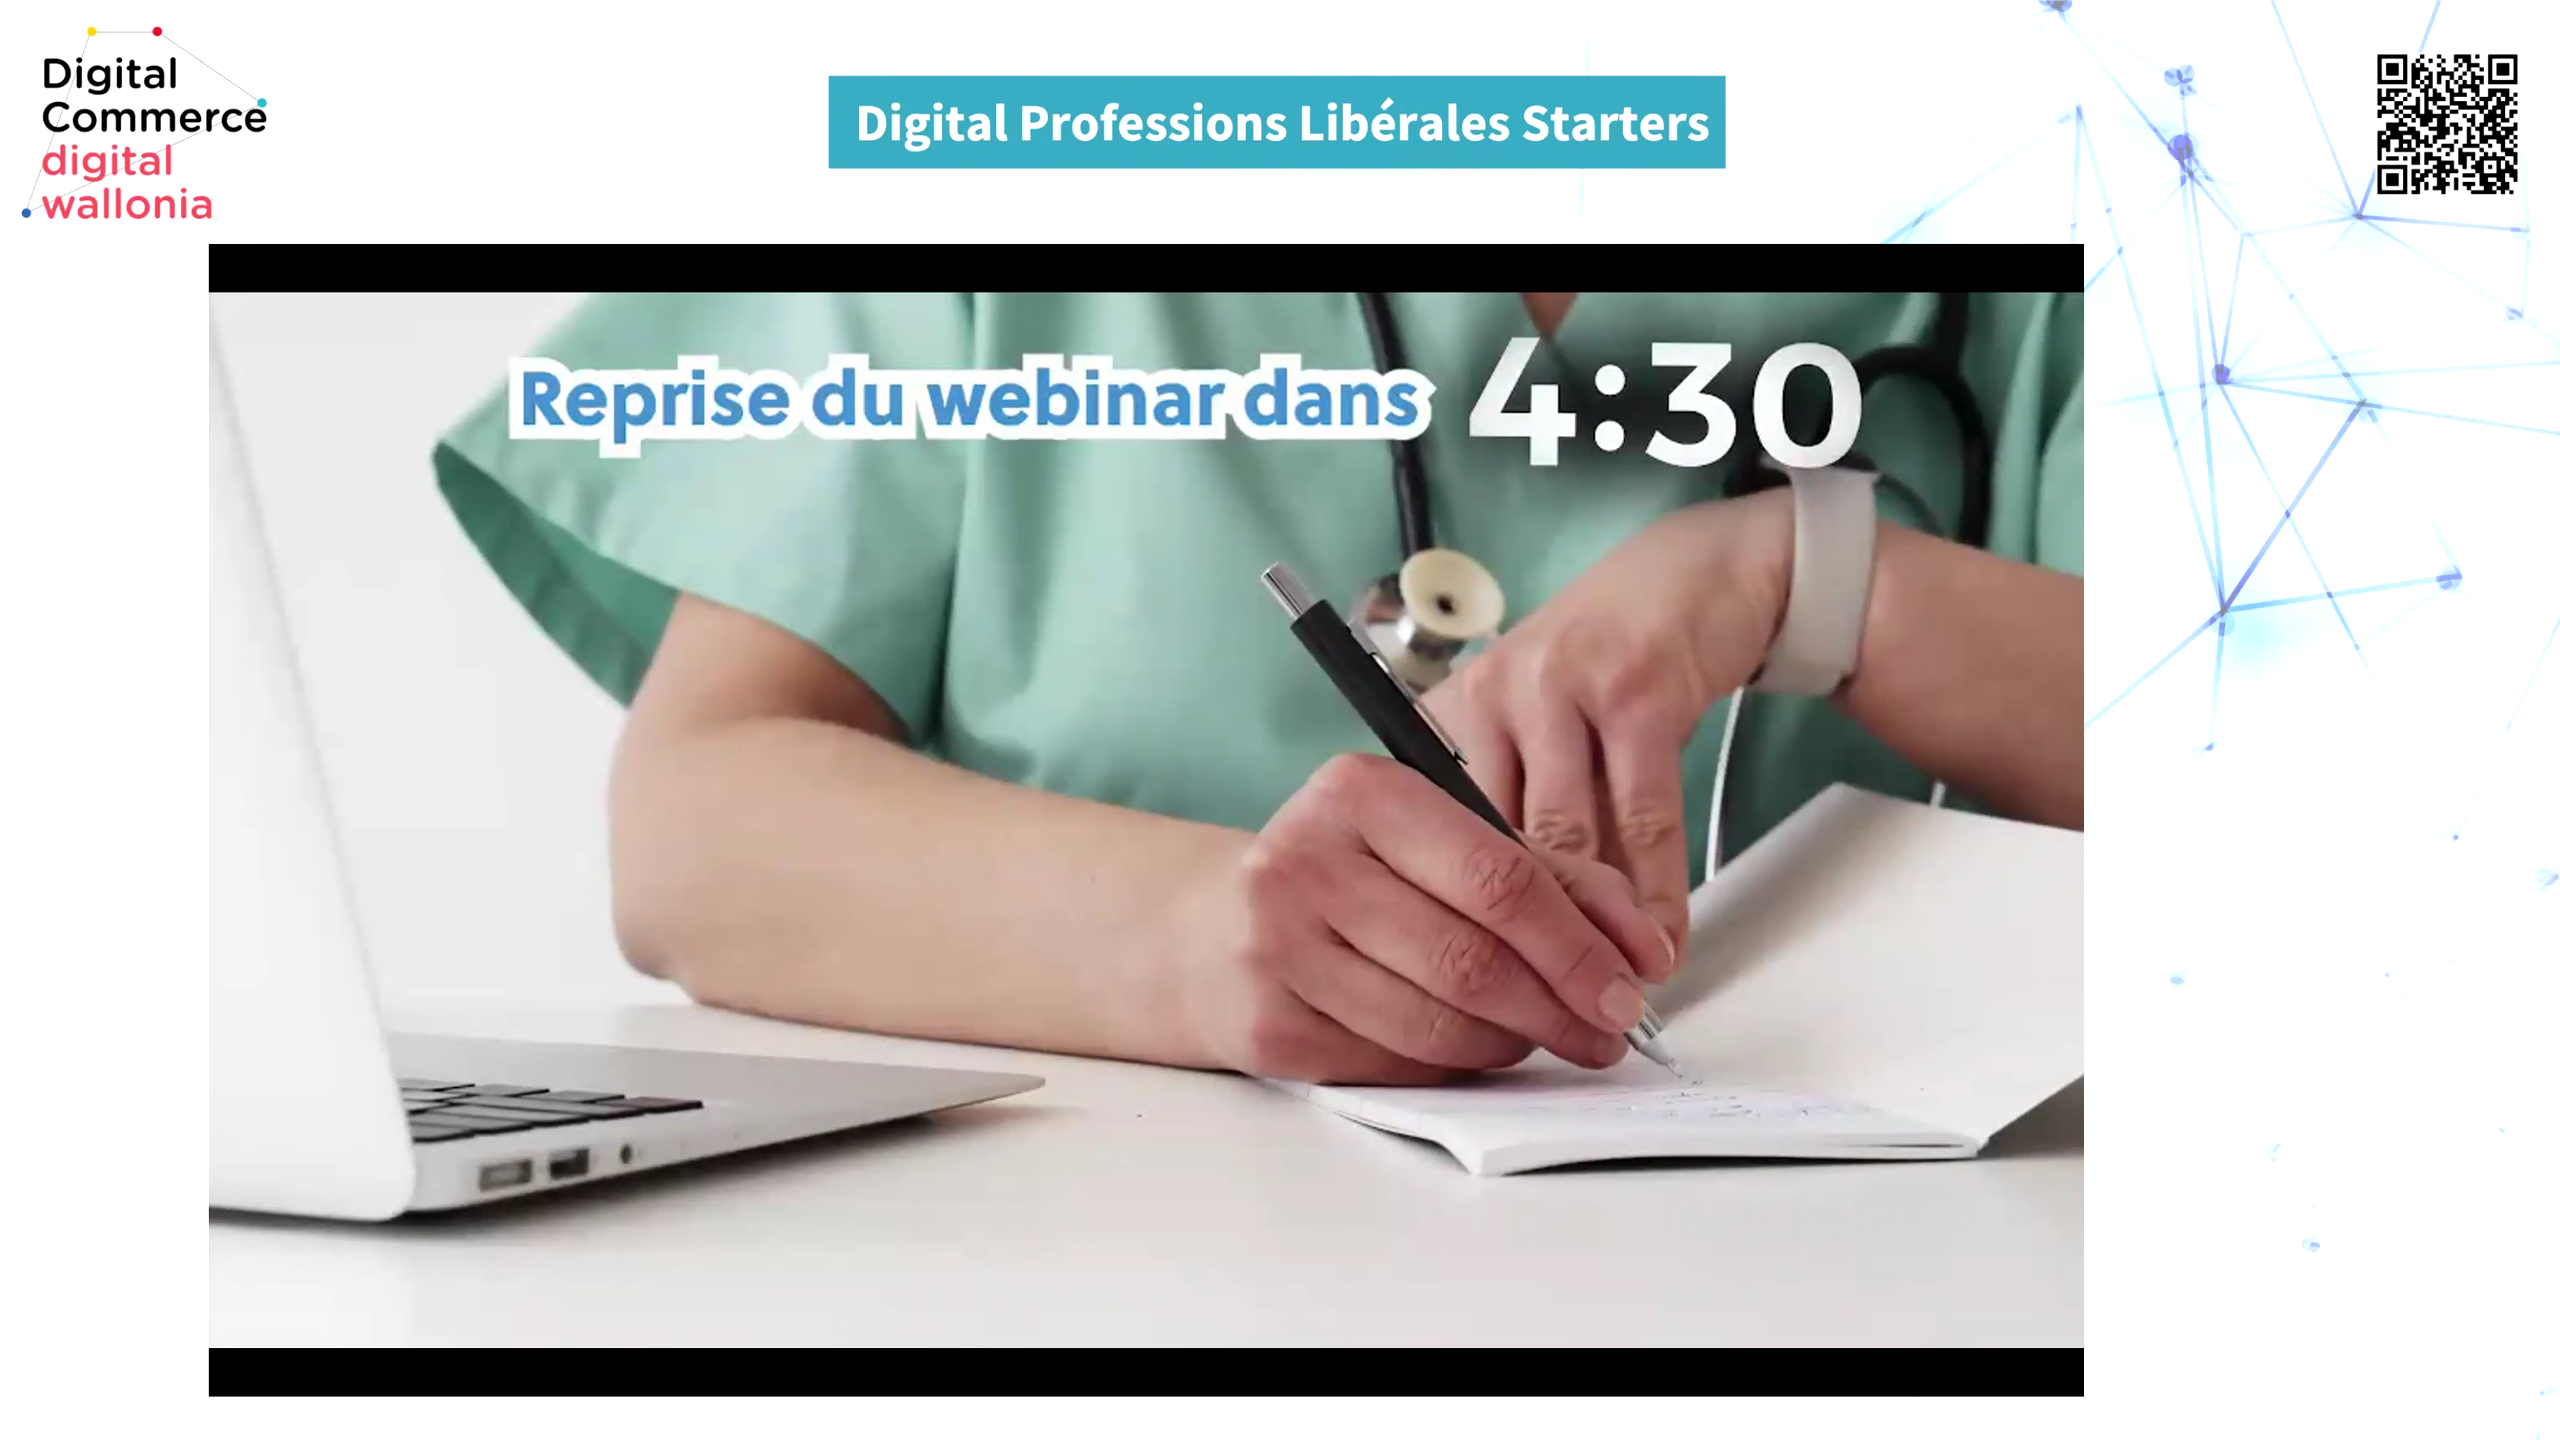 Digital
Commerce
digital
wallonia
Digital Professions Libérales Starters
Reprise du webinar dans 4:30